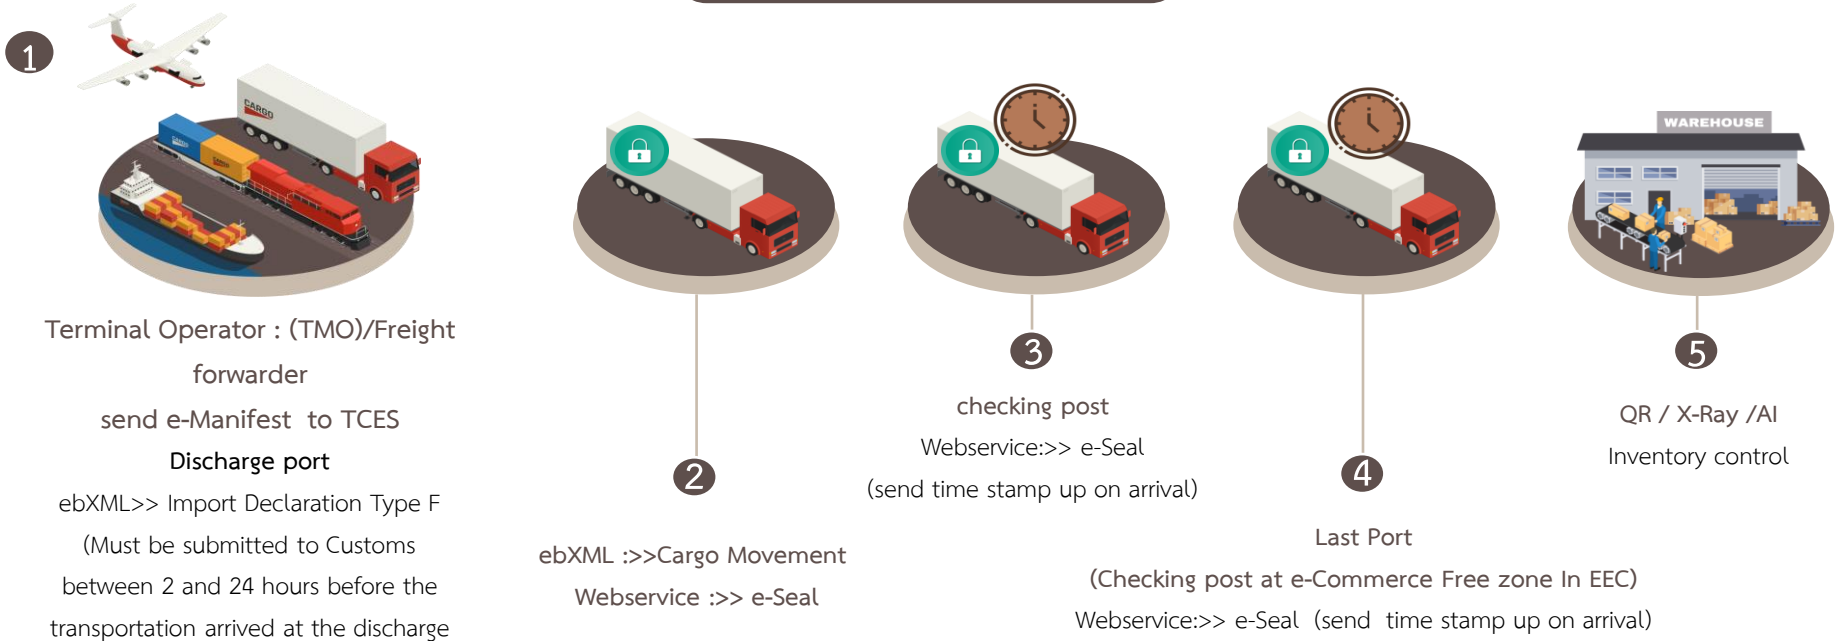 1
CARGO
CARGO
CARGO
Terminal Operator : (TMO)/Freight
forwarder
send e-Manifest to TCES
Discharge port
ebXML>> Import Declaration Type F
(Must be submitted to Customs
between 2 and 24 hours before the
transportation arrived at the discharge
2
ebXML :>>Cargo Movement
Webservice :>> e-Seal
3
checking post
Webservice:>> e-Seal
(send time stamp up on arrival)
4
Last Port
(Checking post at e-Commerce Free zone In EEC)
Webservice:>> e-Seal (send time stamp up on arrival)
WAREHOUSE
5
QR / X-Ray /AI
Inventory control